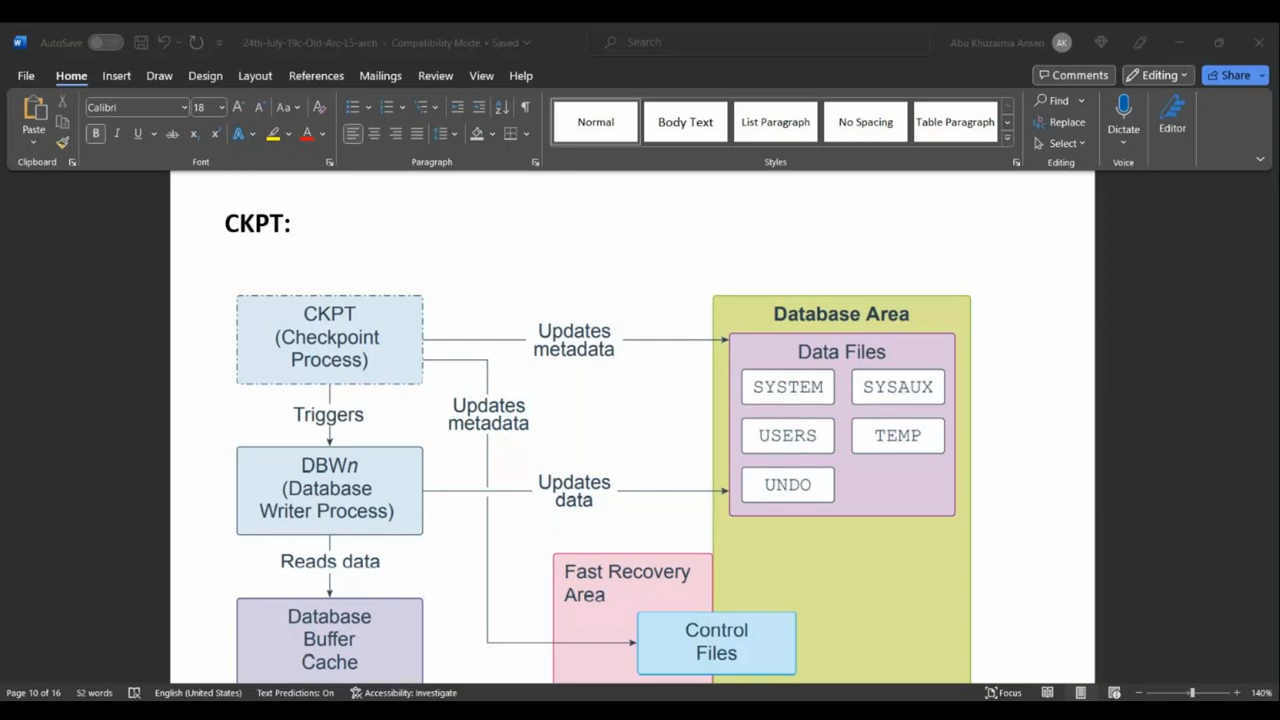 AutoSave
24th-July-19c-Old-Arc-L5-arch - Compatibility Mode • Saved
Search
Abu Khuzaima Ansari
AK
File Home Insert Draw Design Layout References Mailings Review View Help
Comments
Editing
Share
Paste
Calibri
18
Aa
B I U ab x₂ x² A A
Normal
Body Text
List Paragraph
No Spacing
Table Paragraph
Find
Replace
Select
Dictate
Editor
Clipboard
Font
Paragraph
Styles
Editing
Voice
CKPT:
CKPT
(Checkpoint
Process)
Updates
metadata
Database Area
Data Files
SYSTEM
SYSAUX
USERS
TEMP
UNDO
Triggers
Updates
metadata
DBWn
(Database
Writer Process)
Updates
data
Reads data
Fast Recovery
Area
Database
Buffer
Cache
Control
Files
Page 10 of 16
52 words
English (United States)
Text Predictions: On
Accessibility: Investigate
Focus
140%